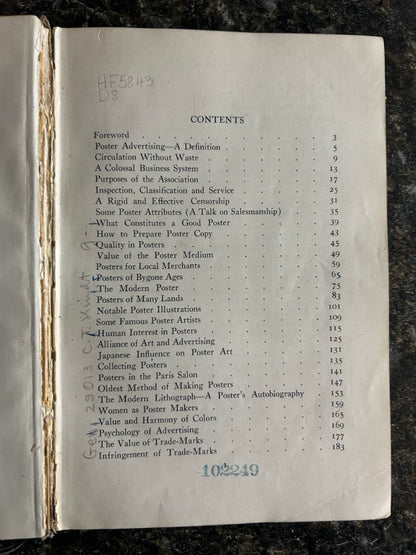 HF5843
D8
CONTENTS
Foreword . . . 3
Poster Advertising—A Definition . . . 5
Circulation Without Waste . . . 9
A Colossal Business System . . . 13
Purposes of the Association . . . 17
Inspection, Classification and Service . . . 25
A Rigid and Effective Censorship . . . 31
Some Poster Attributes (A Talk on Salesmanship) . . . 35
What Constitutes a Good Poster . . . 39
How to Prepare Poster Copy . . . 43
Quality in Posters . . . 45
Value of the Poster Medium . . . 49
Posters for Local Merchants . . . 59
Posters of Bygone Ages . . . 65
The Modern Poster . . . 75
Posters of Many Lands . . . 83
Notable Poster Illustrations . . . 101
Some Famous Poster Artists . . . 109
Human Interest in Posters . . . 115
Alliance of Art and Advertising . . . 125
Japanese Influence on Poster Art . . . 131
Collecting Posters . . . 135
Posters in the Paris Salon . . . 141
Oldest Method of Making Posters . . . 147
The Modern Lithograph—A Poster's Autobiography . . . 153
Women as Poster Makers . . . 159
Value and Harmony of Colors . . . 165
Psychology of Advertising . . . 169
The Value of Trade-Marks . . . 177
Infringement of Trade-Marks . . . 183
102249